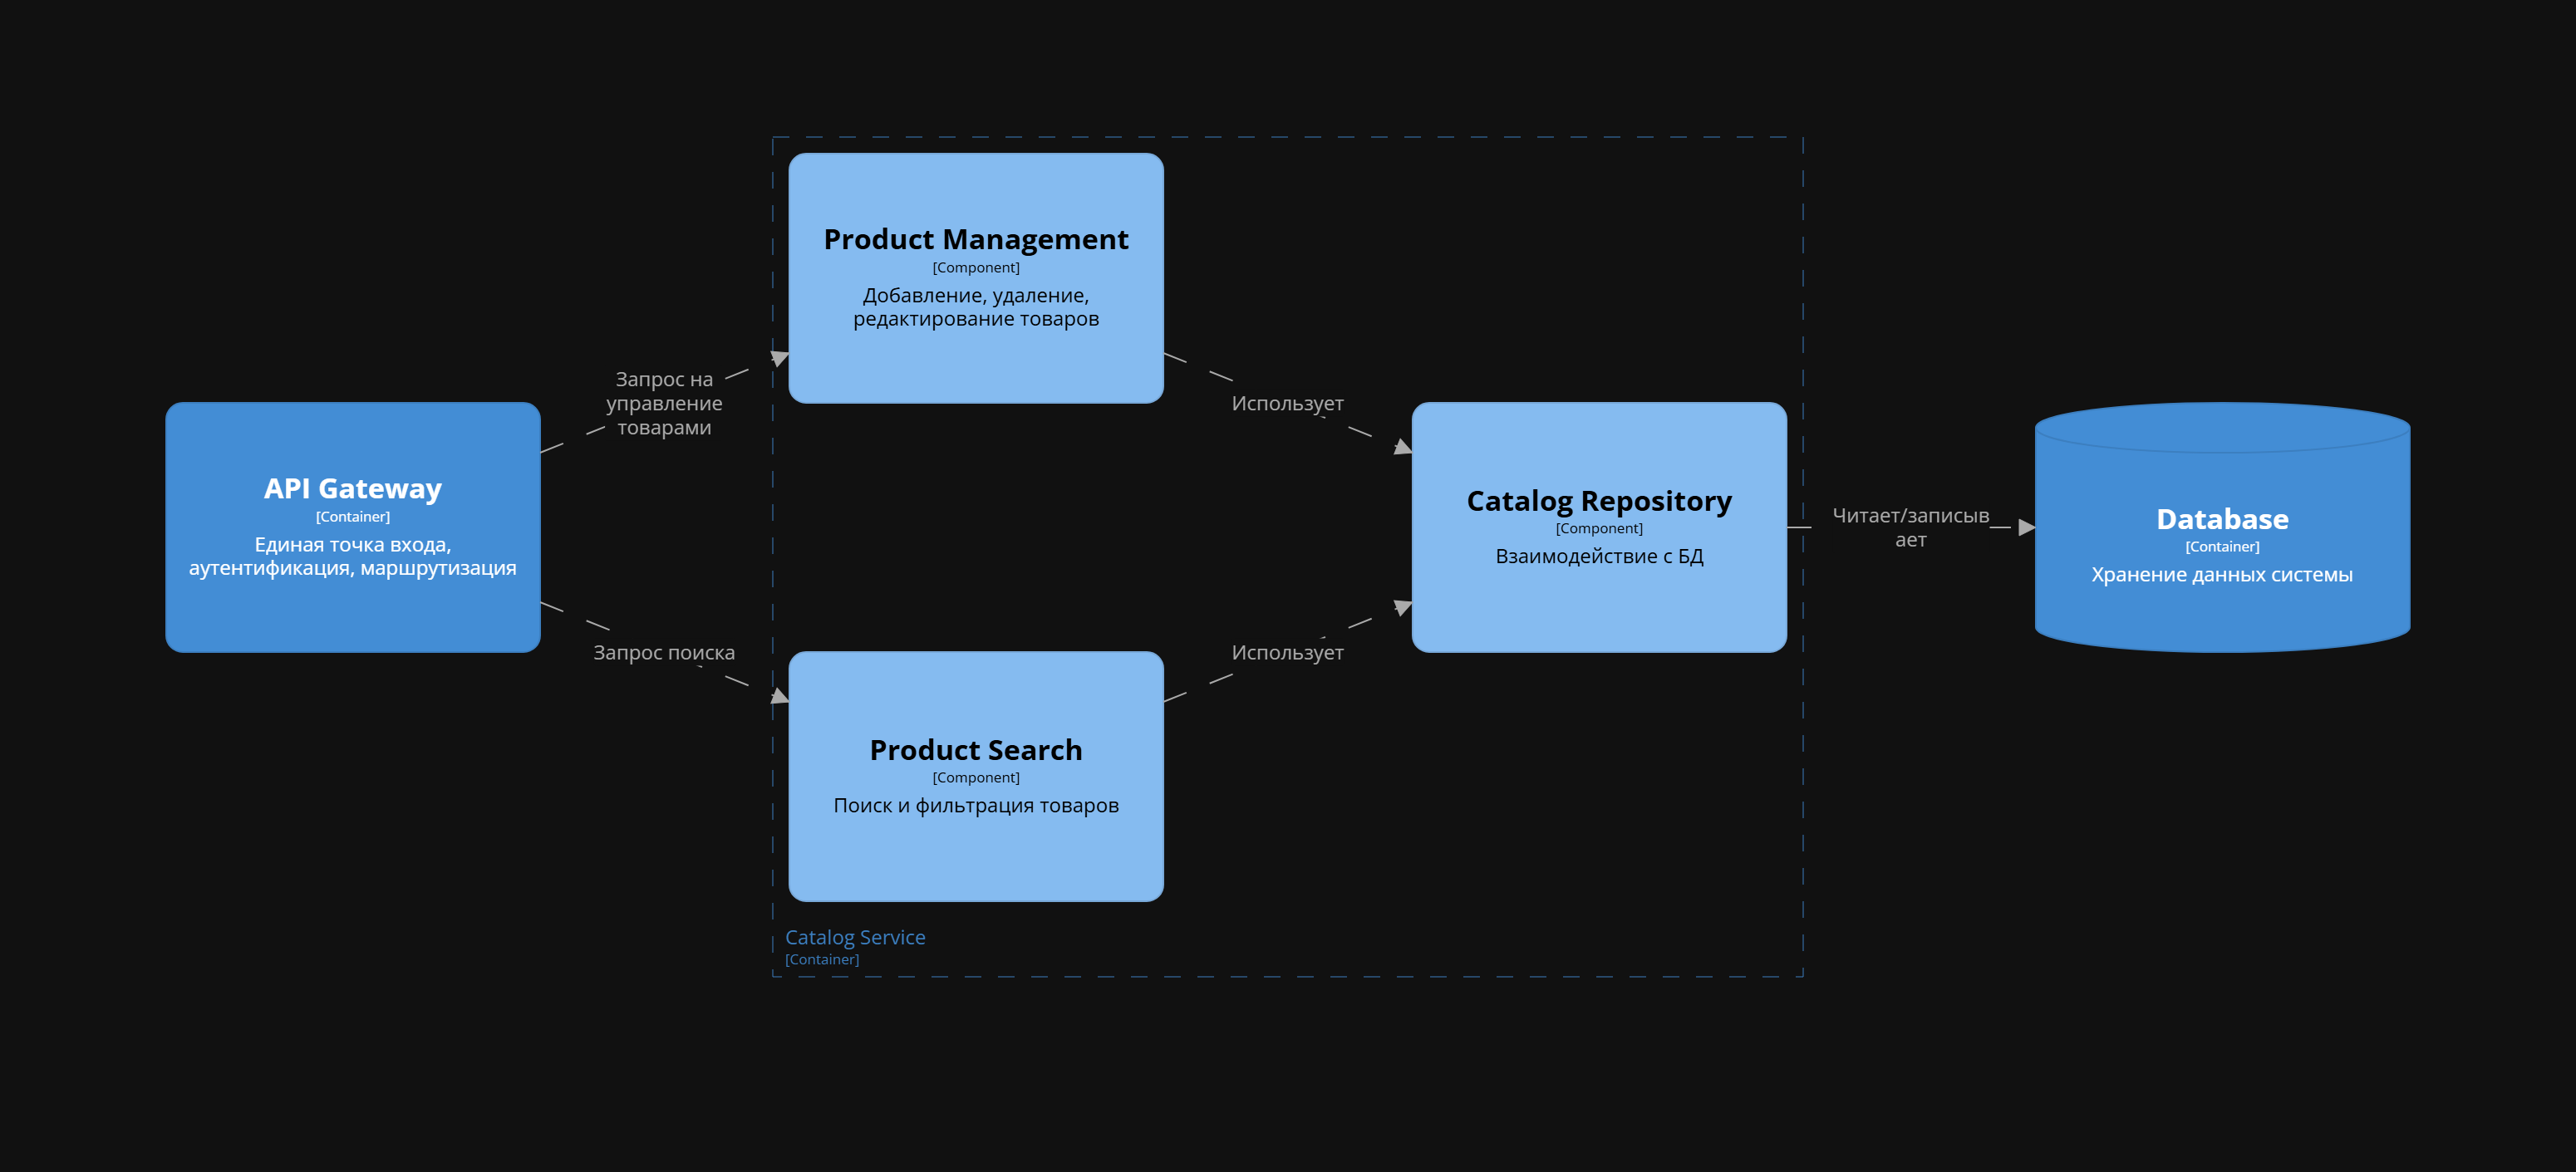 Product Management
[Component]
Добавление, удаление,
редактирование товаров
Запрос на
управление
товарами
Использует
API Gateway
[Container]
Единая точка входа,
аутентификация, маршрутизация
Catalog Repository
[Component]
Взаимодействие с БД
Читает/записыв
ает
Database
[Container]
Хранение данных системы
Запрос поиска
Использует
Product Search
[Component]
Поиск и фильтрация товаров
Catalog Service
[Container]